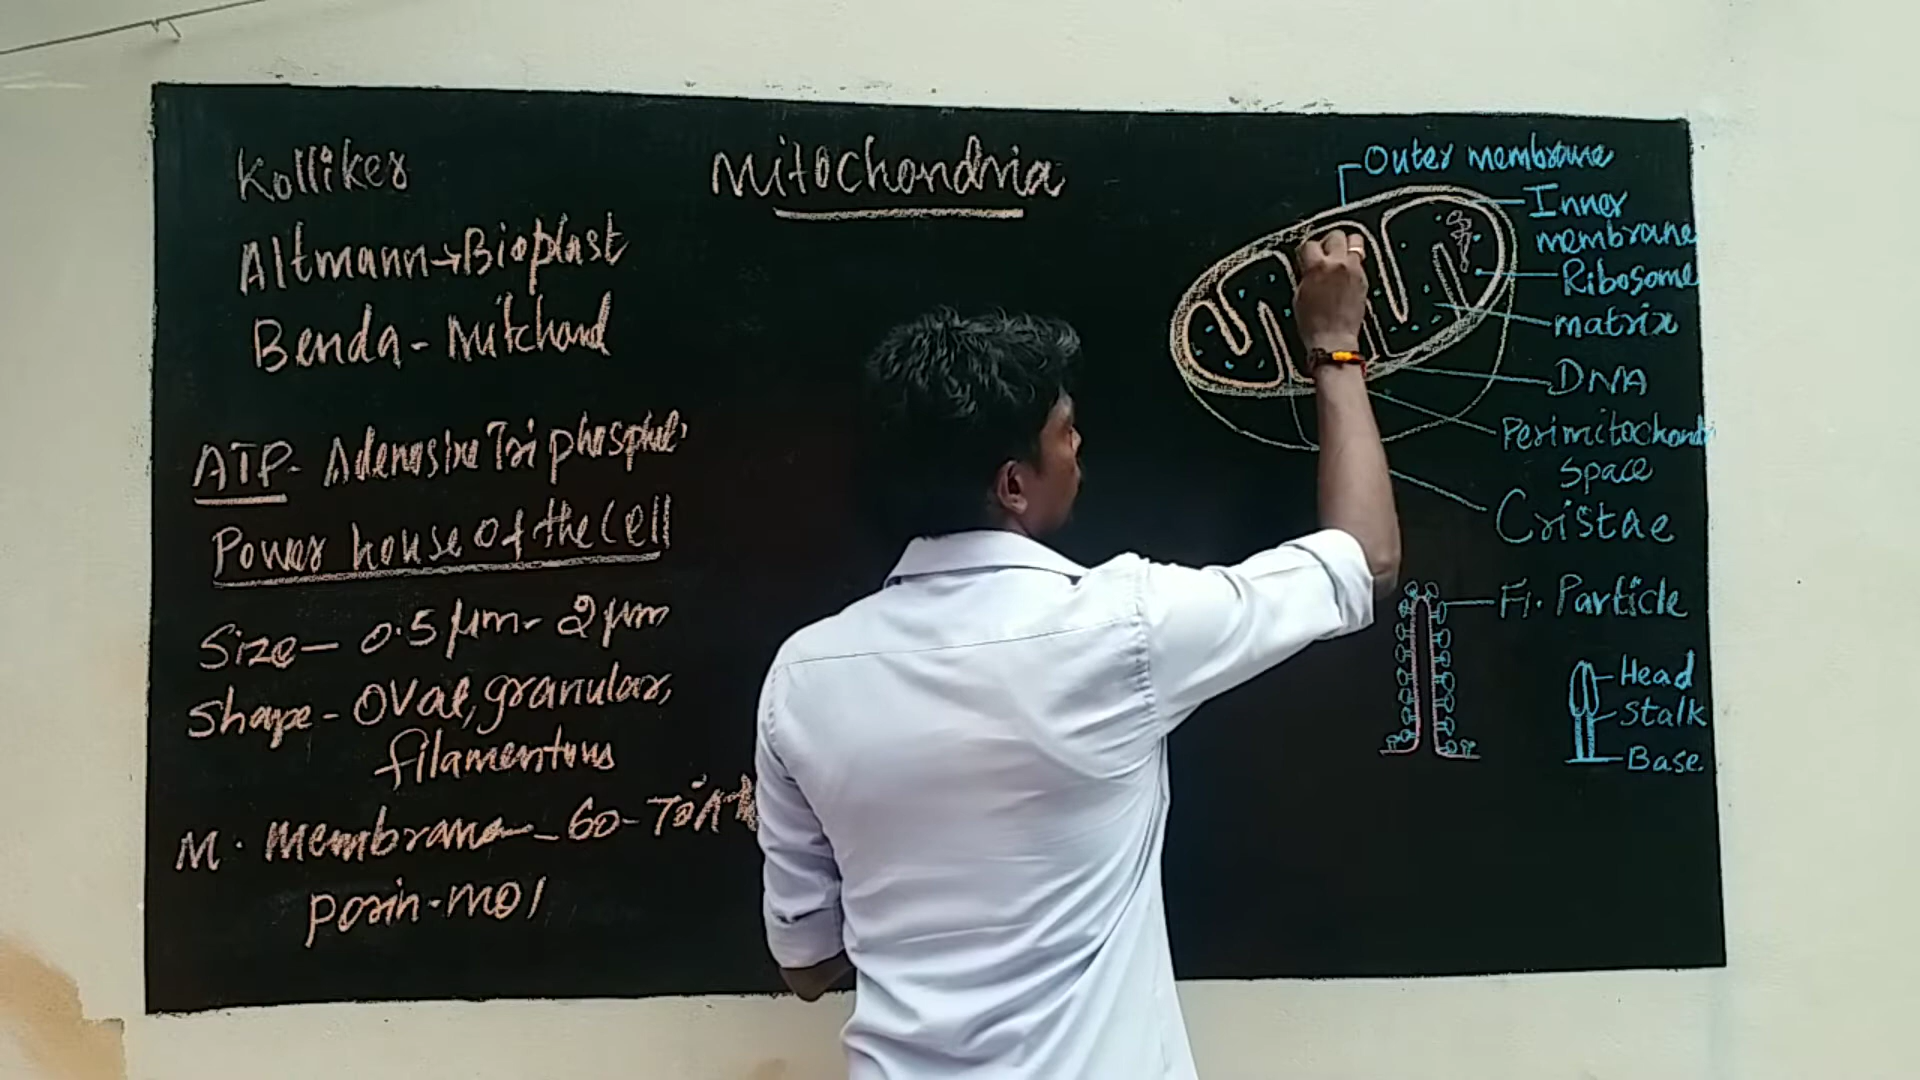 Mitochondria
Kolliker
Altmann→Bioplast
Benda-Mitchond
ATP- Adenosine Tri phosphet
Power house of the cell
Size- 0.5 μm- 2 μm
Shape- Oval, granular,
filamentous
M. Membrane - 60-70A°
porin-mol
Outer membrane
Inner
membrane
Ribosome
matrix
DNA
Perimitochondri
Space
Cristae
F1. Particle
Head
Stalk
Base.